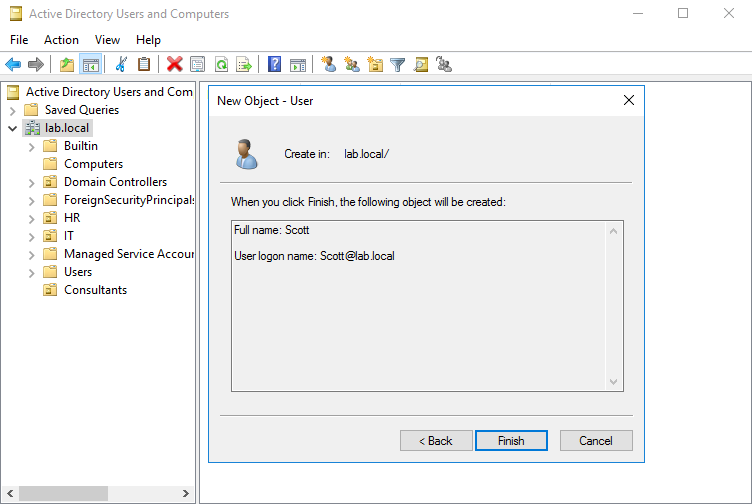 Active Directory Users and Computers
File Action View Help
Active Directory Users and Com
Saved Queries
lab.local
Builtin
Computers
Domain Controllers
ForeignSecurityPrincipals
HR
IT
Managed Service Accou
Users
Consultants
New Object - User
Create in: lab.local/
When you click Finish, the following object will be created:
Full name: Scott
User logon name: Scott@lab.local
< Back Finish Cancel